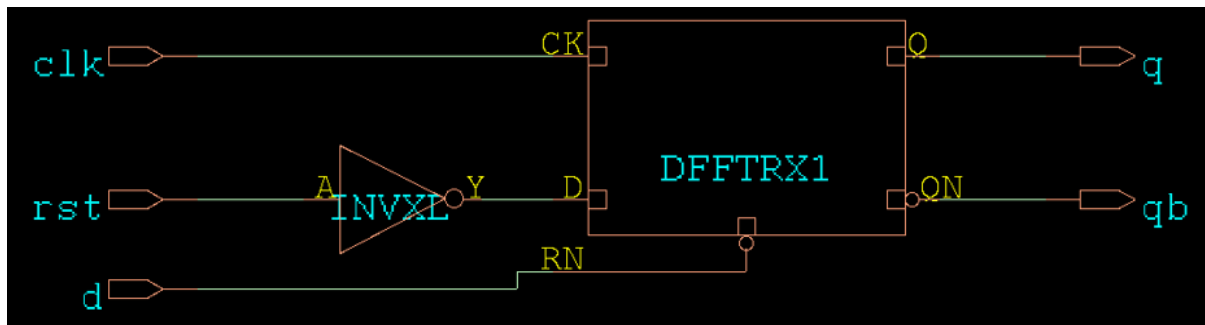 clk CK Q q
DFFTRX1
rst A INVXL Y D QN qb
d RN